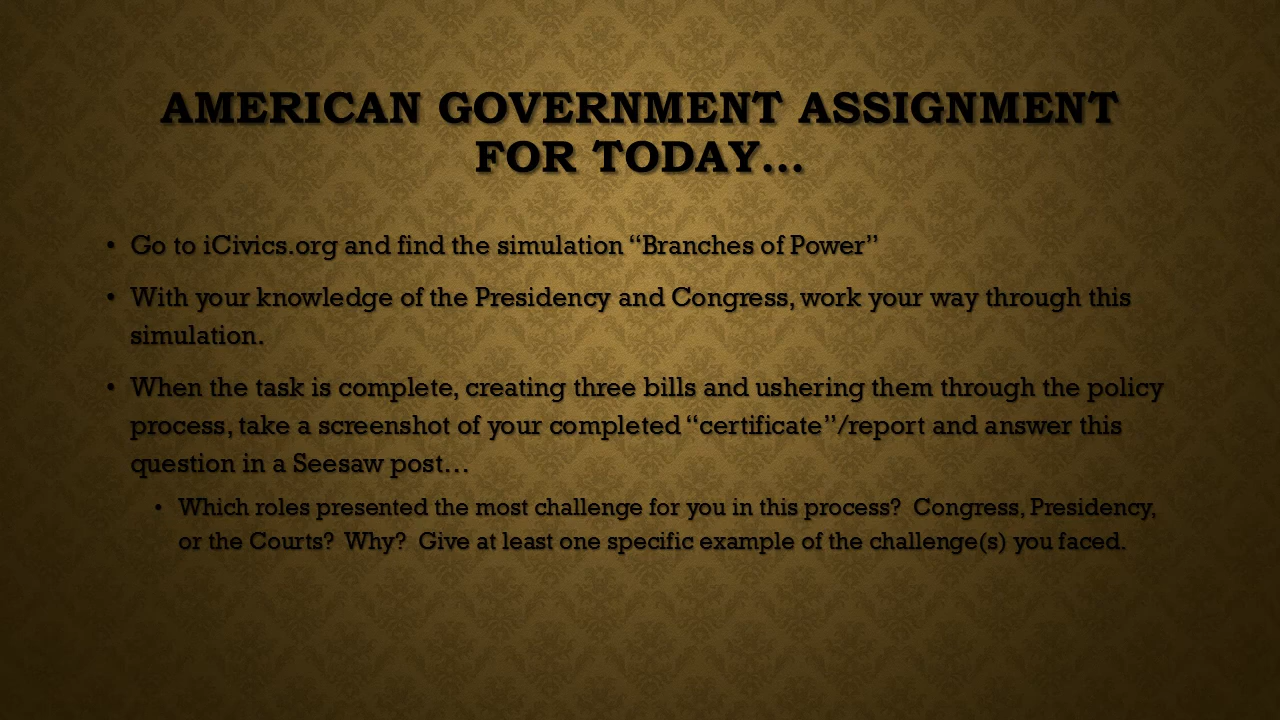 AMERICAN GOVERNMENT ASSIGNMENT
FOR TODAY…
• Go to iCivics.org and find the simulation “Branches of Power”
• With your knowledge of the Presidency and Congress, work your way through this
simulation.
• When the task is complete, creating three bills and ushering them through the policy
process, take a screenshot of your completed “certificate”/report and answer this
question in a Seesaw post…
• Which roles presented the most challenge for you in this process?  Congress, Presidency,
or the Courts?  Why?  Give at least one specific example of the challenge(s) you faced.